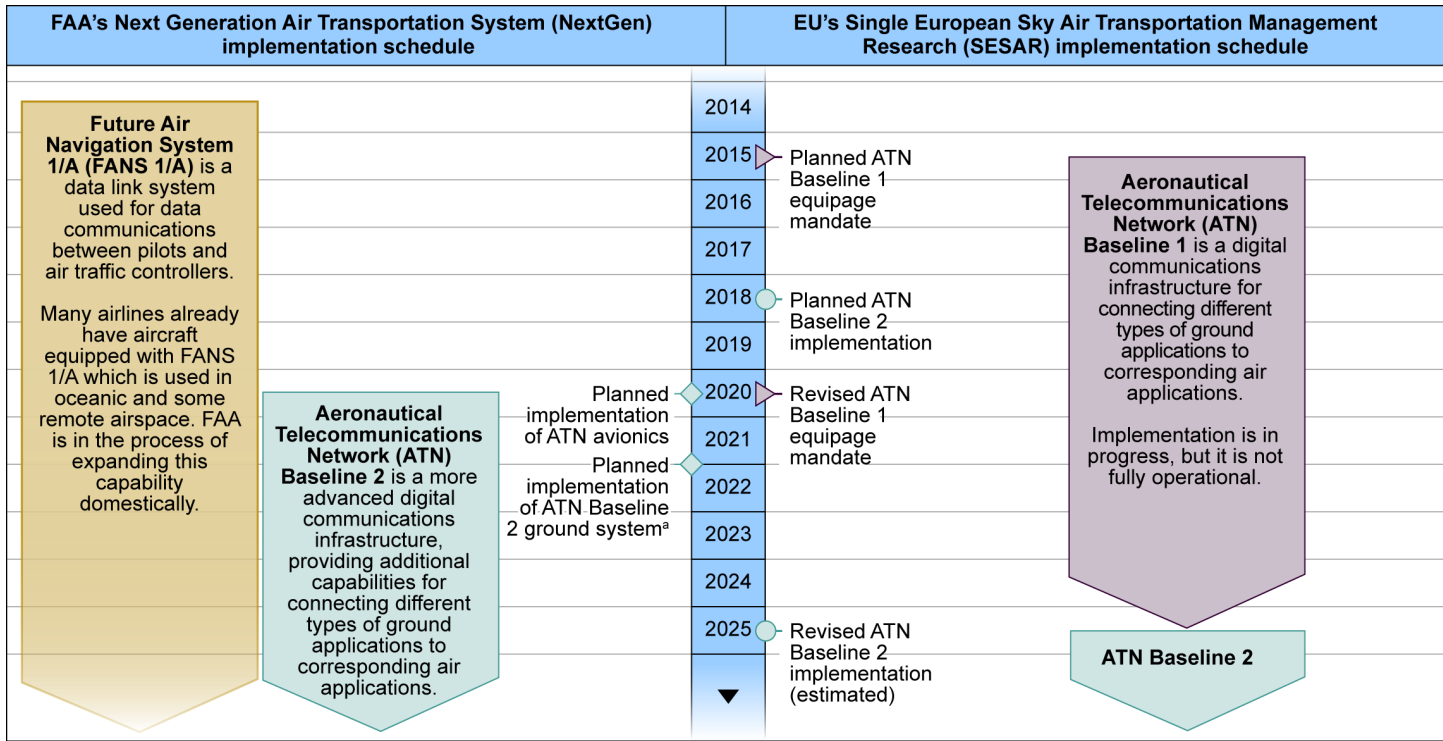 FAA's Next Generation Air Transportation System (NextGen)
implementation schedule
EU's Single European Sky Air Transportation Management
Research (SESAR) implementation schedule
Future Air
Navigation System
1/A (FANS 1/A) is a
data link system
used for data
communications
between pilots and
air traffic controllers.
Many airlines already
have aircraft
equipped with FANS
1/A which is used in
oceanic and some
remote airspace. FAA
is in the process of
expanding this
capability
domestically.
Aeronautical
Telecommunications
Network (ATN)
Baseline 2 is a more
advanced digital
communications
infrastructure,
providing additional
capabilities for
connecting different
types of ground
applications to
corresponding air
applications.
Planned
implementation
of ATN avionics
Planned
implementation
of ATN Baseline
2 ground systemᵃ
2014
2015
2016
2017
2018
2019
2020
2021
2022
2023
2024
2025
Planned ATN
Baseline 1
equipage
mandate
Planned ATN
Baseline 2
implementation
Revised ATN
Baseline 1
equipage
mandate
Revised ATN
Baseline 2
implementation
(estimated)
Aeronautical
Telecommunications
Network (ATN)
Baseline 1 is a digital
communications
infrastructure for
connecting different
types of ground
applications to
corresponding air
applications.
Implementation is in
progress, but it is not
fully operational.
ATN Baseline 2